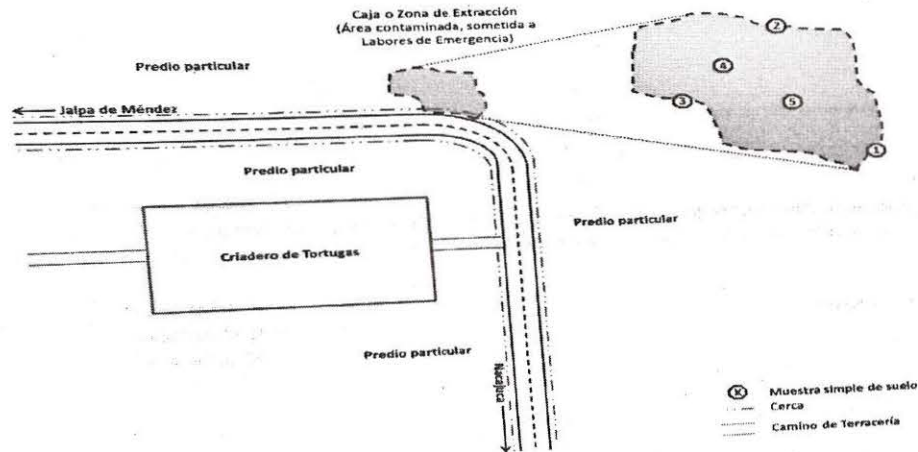 Caja o Zona de Extracción
(Área contaminada, sometida a
Labores de Emergencia)
Predio particular
Jalpa de Méndez
2
4
3
5
1
Predio particular
Predio particular
Criadero de Tortugas
Predio particular
Nacajuca
K Muestra simple de suelo
Cerca
Camino de Terracería